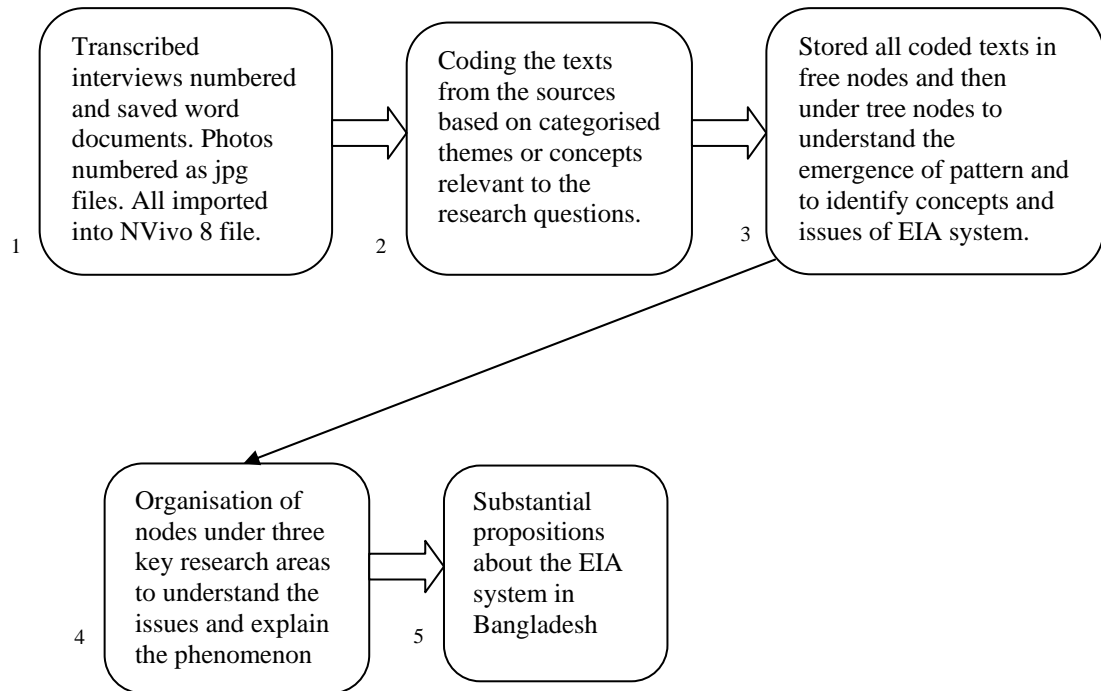 Transcribed
interviews numbered
and saved word
documents. Photos
numbered as jpg
files. All imported
into NVivo 8 file.
1
Coding the texts
from the sources
based on categorised
themes or concepts
relevant to the
research questions.
2
Stored all coded texts in
free nodes and then
under tree nodes to
understand the
emergence of pattern and
to identify concepts and
issues of EIA system.
3
Organisation of
nodes under three
key research areas
to understand the
issues and explain
the phenomenon
4
Substantial
propositions
about the EIA
system in
Bangladesh
5